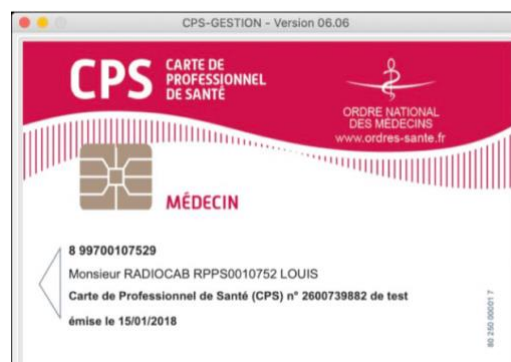 CPS-GESTION - Version 06.06
CPS
CARTE DE
PROFESSIONNEL
DE SANTÉ
ORDRE NATIONAL
DES MÉDECINS
www.ordres-sante.fr
MÉDECIN
8 99700107529
Monsieur RADIOCAB RPPS0010752 LOUIS
Carte de Professionnel de Santé (CPS) n° 2600739882 de test
émise le 15/01/2018
80 250 00001 7